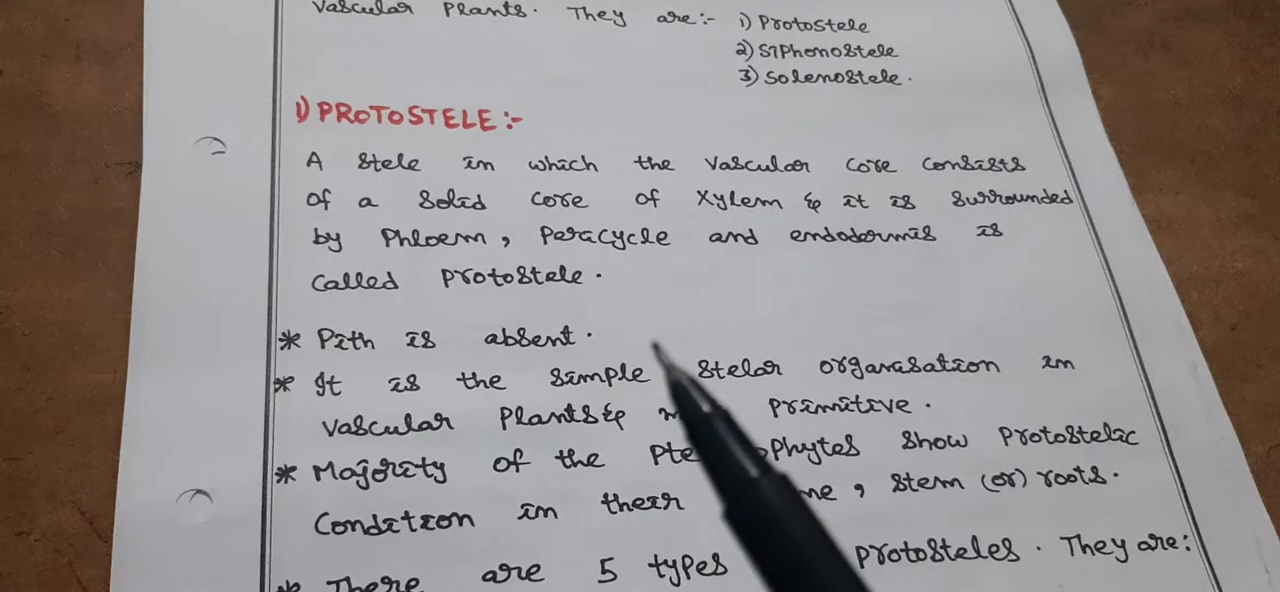 Vascular Plants. They are:- 1) Protostele
2) Siphonostele
3) Solenostele.
1) PROTOSTELE:-
A stele in which the vascular core consists
of a solid core of Xylem & it is surrounded
by Phloem, Pericycle and endodermis is
called Protostele.
* Pith is absent.
* It is the simple stelar organisation in
vascular Plants & primitive.
* Majority of the show Protostelic
Condition in their , stem (or) roots.
* There are 5 types protosteles. They are: